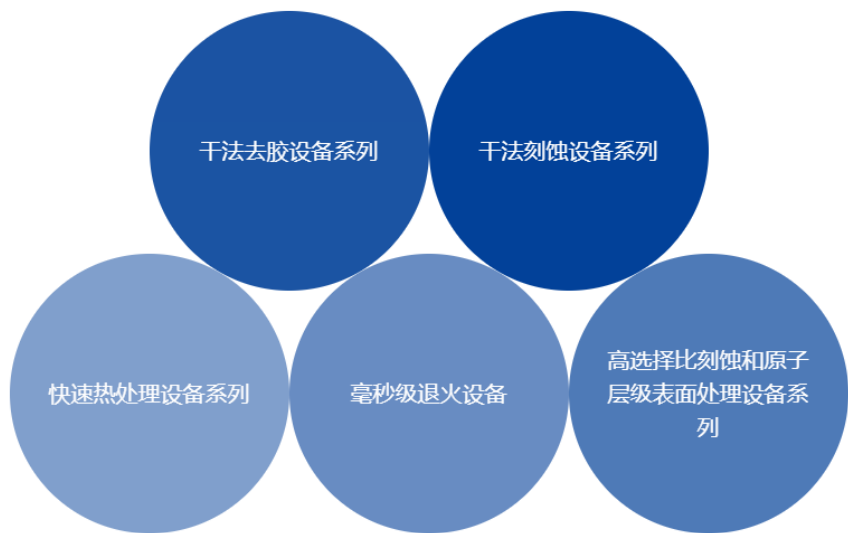 干法去胶设备系列
干法刻蚀设备系列
快速热处理设备系列
毫秒级退火设备
高选择比刻蚀和原子
层级表面处理设备系
列